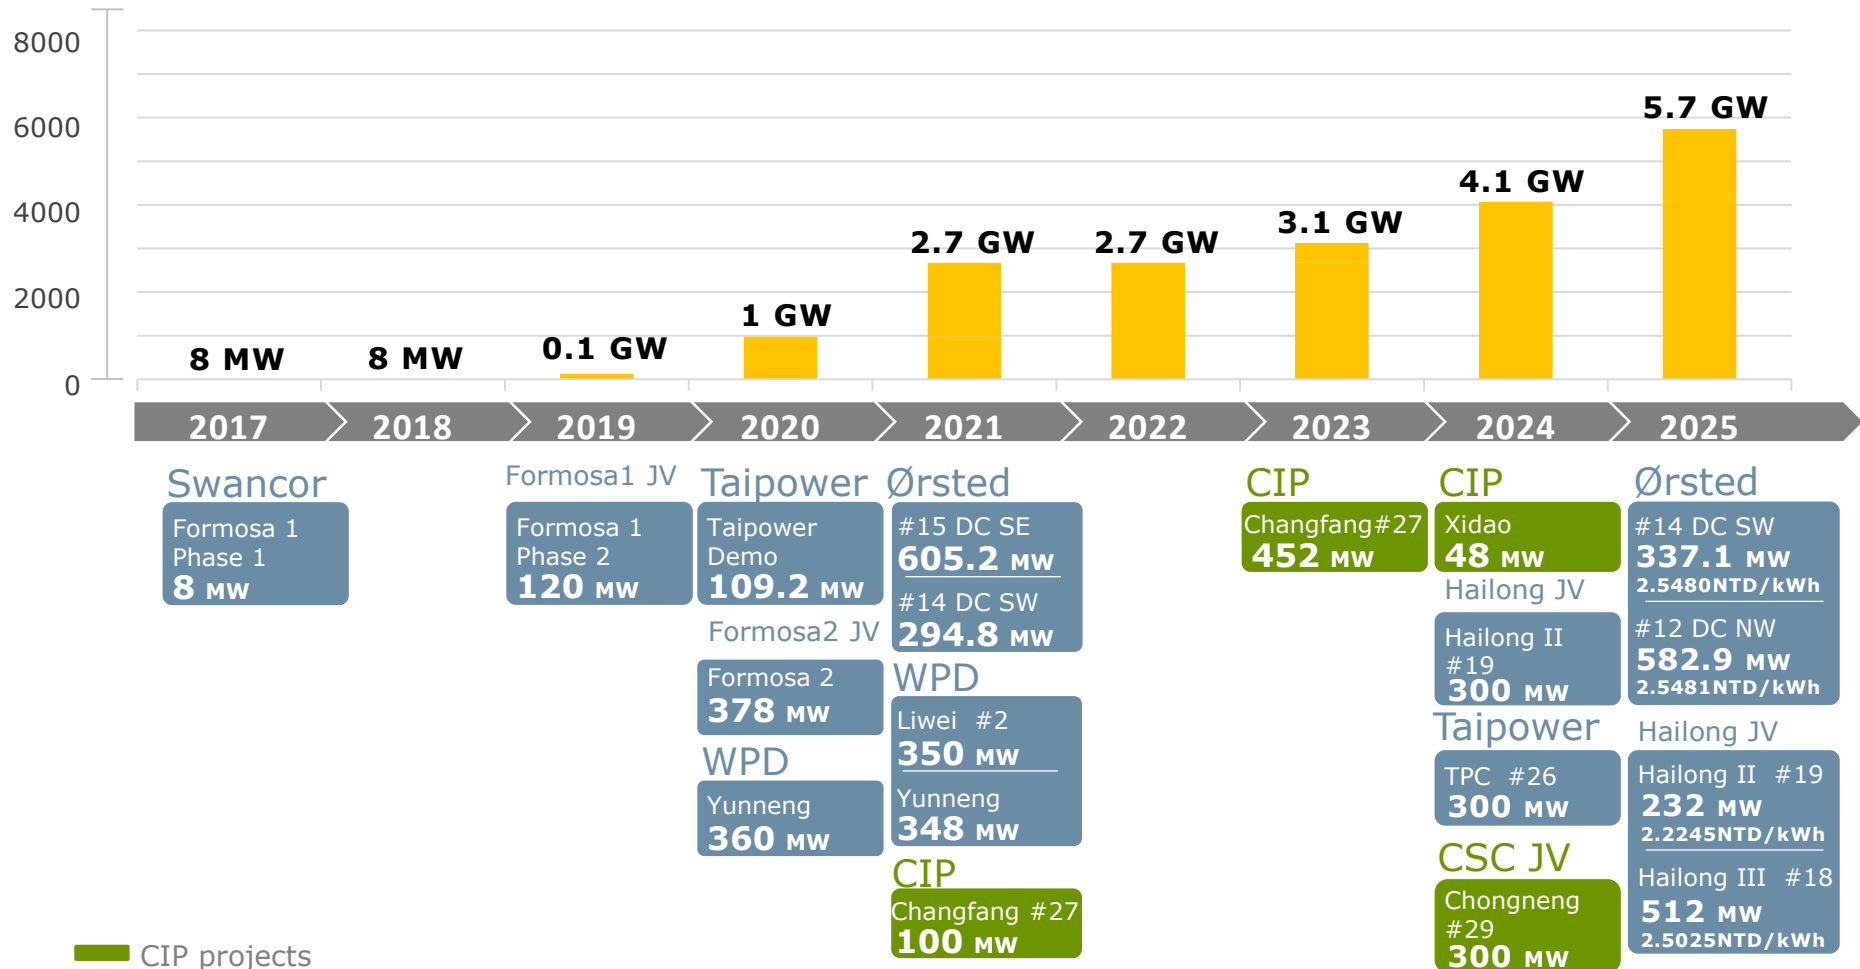 8000
6000
4000
2000
0
8 MW
8 MW
0.1 GW
1 GW
2.7 GW
2.7 GW
3.1 GW
4.1 GW
5.7 GW
2017
2018
2019
2020
2021
2022
2023
2024
2025
Swancor
Formosa 1
Phase 1
8 MW
Formosa1 JV
Formosa 1
Phase 2
120 MW
Taipower
Taipower
Demo
109.2 MW
Formosa2 JV
Formosa 2
378 MW
WPD
Yunneng
360 MW
Ørsted
#15 DC SE
605.2 MW
#14 DC SW
294.8 MW
WPD
Liwei #2
350 MW
Yunneng
348 MW
CIP
Changfang #27
100 MW
CIP
Changfang#27
452 MW
CIP
Xidao
48 MW
Hailong JV
Hailong II
#19
300 MW
Taipower
TPC #26
300 MW
CSC JV
Chongneng
#29
300 MW
Ørsted
#14 DC SW
337.1 MW
2.5480NTD/kWh
#12 DC NW
582.9 MW
2.5481NTD/kWh
Hailong JV
Hailong II #19
232 MW
2.2245NTD/kWh
Hailong III #18
512 MW
2.5025NTD/kWh
CIP projects